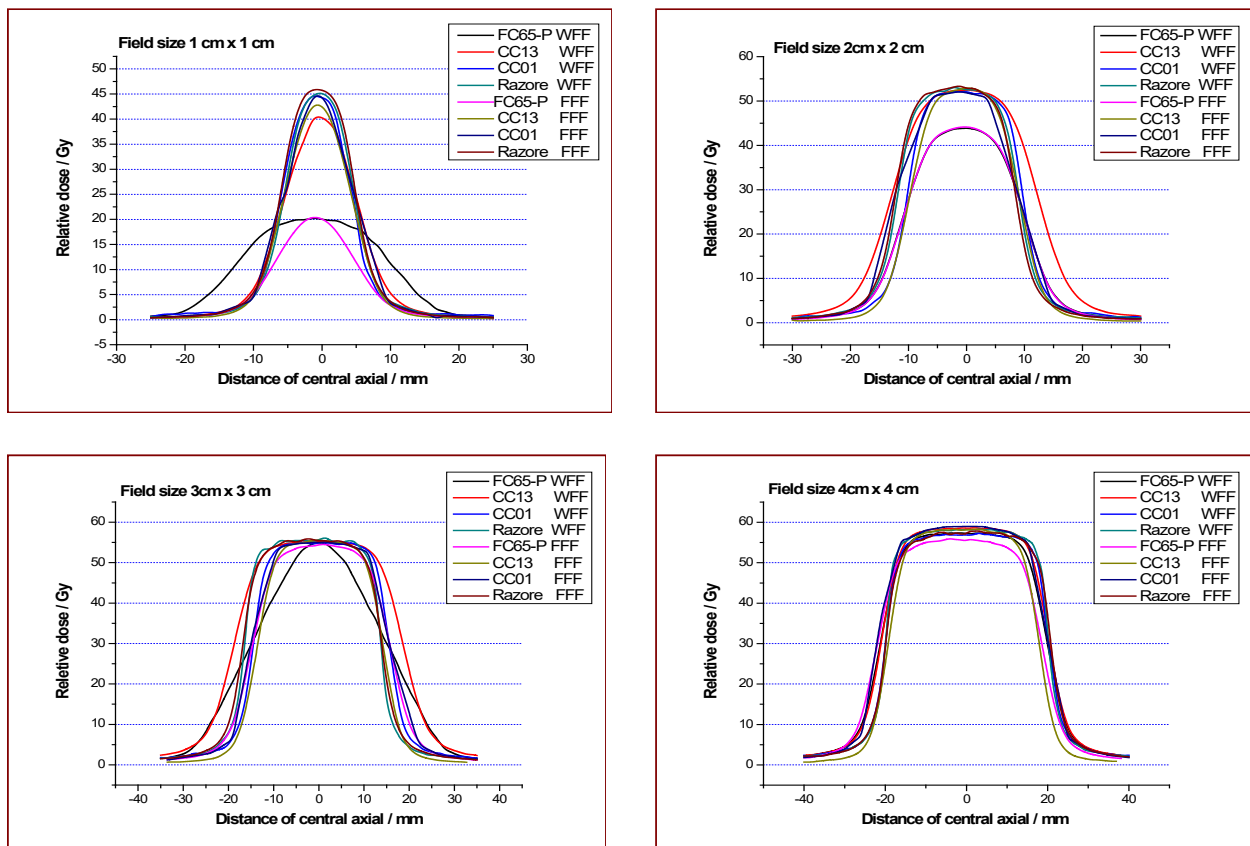 Field size 1 cm x 1 cm
FC65-P WFF
CC13 WFF
CC01 WFF
Razore WFF
FC65-P FFF
CC13 FFF
CC01 FFF
Razore FFF
50
45
40
35
30
25
20
15
10
5
0
-5
-30 -20 -10 0 10 20 30
Relative dose / Gy
Distance of central axial / mm
Field size 2cm x 2 cm
FC65-P WFF
CC13 WFF
CC01 WFF
Razore WFF
FC65-P FFF
CC13 FFF
CC01 FFF
Razore FFF
60
50
40
30
20
10
0
-30 -20 -10 0 10 20 30
Relative dose / Gy
Distance of central axial / mm
Field size 3cm x 3 cm
FC65-P WFF
CC13 WFF
CC01 WFF
Razore WFF
FC65-P FFF
CC13 FFF
CC01 FFF
Razore FFF
60
50
40
30
20
10
0
-40 -30 -20 -10 0 10 20 30 40
Relative dose / Gy
Distance of central axial / mm
Field size 4cm x 4 cm
FC65-P WFF
CC13 WFF
CC01 WFF
Razore WFF
FC65-P FFF
CC13 FFF
CC01 FFF
Razore FFF
60
50
40
30
20
10
0
-40 -20 0 20 40
Relative dose / Gy
Distance of central axial / mm